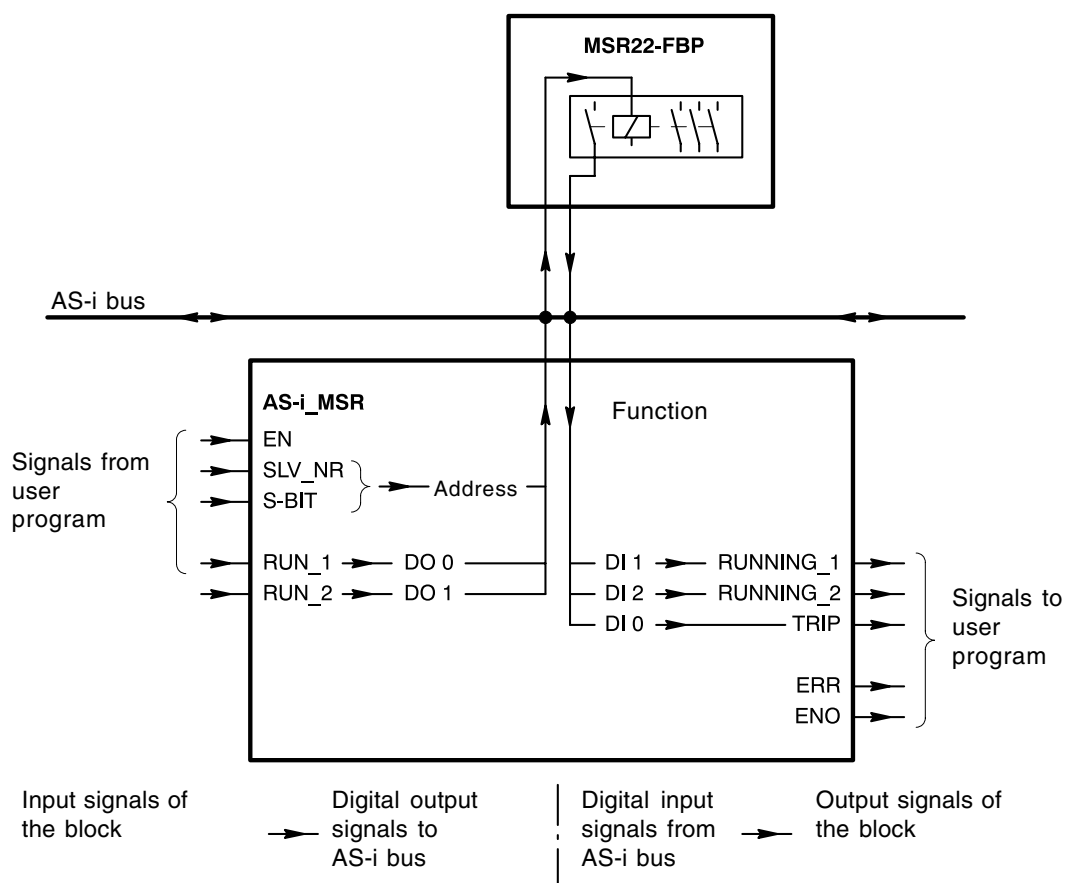 MSR22-FBP
AS-i bus
AS-i_MSR
Function
Signals from
user
program
EN
SLV_NR
S-BIT
Address
RUN_1
DO 0
RUN_2
DO 1
DI 1
RUNNING_1
DI 2
RUNNING_2
DI 0
TRIP
ERR
ENO
Signals to
user
program
Input signals of
the block
Digital output
signals to
AS-i bus
Digital input
signals from
AS-i bus
Output signals of
the block